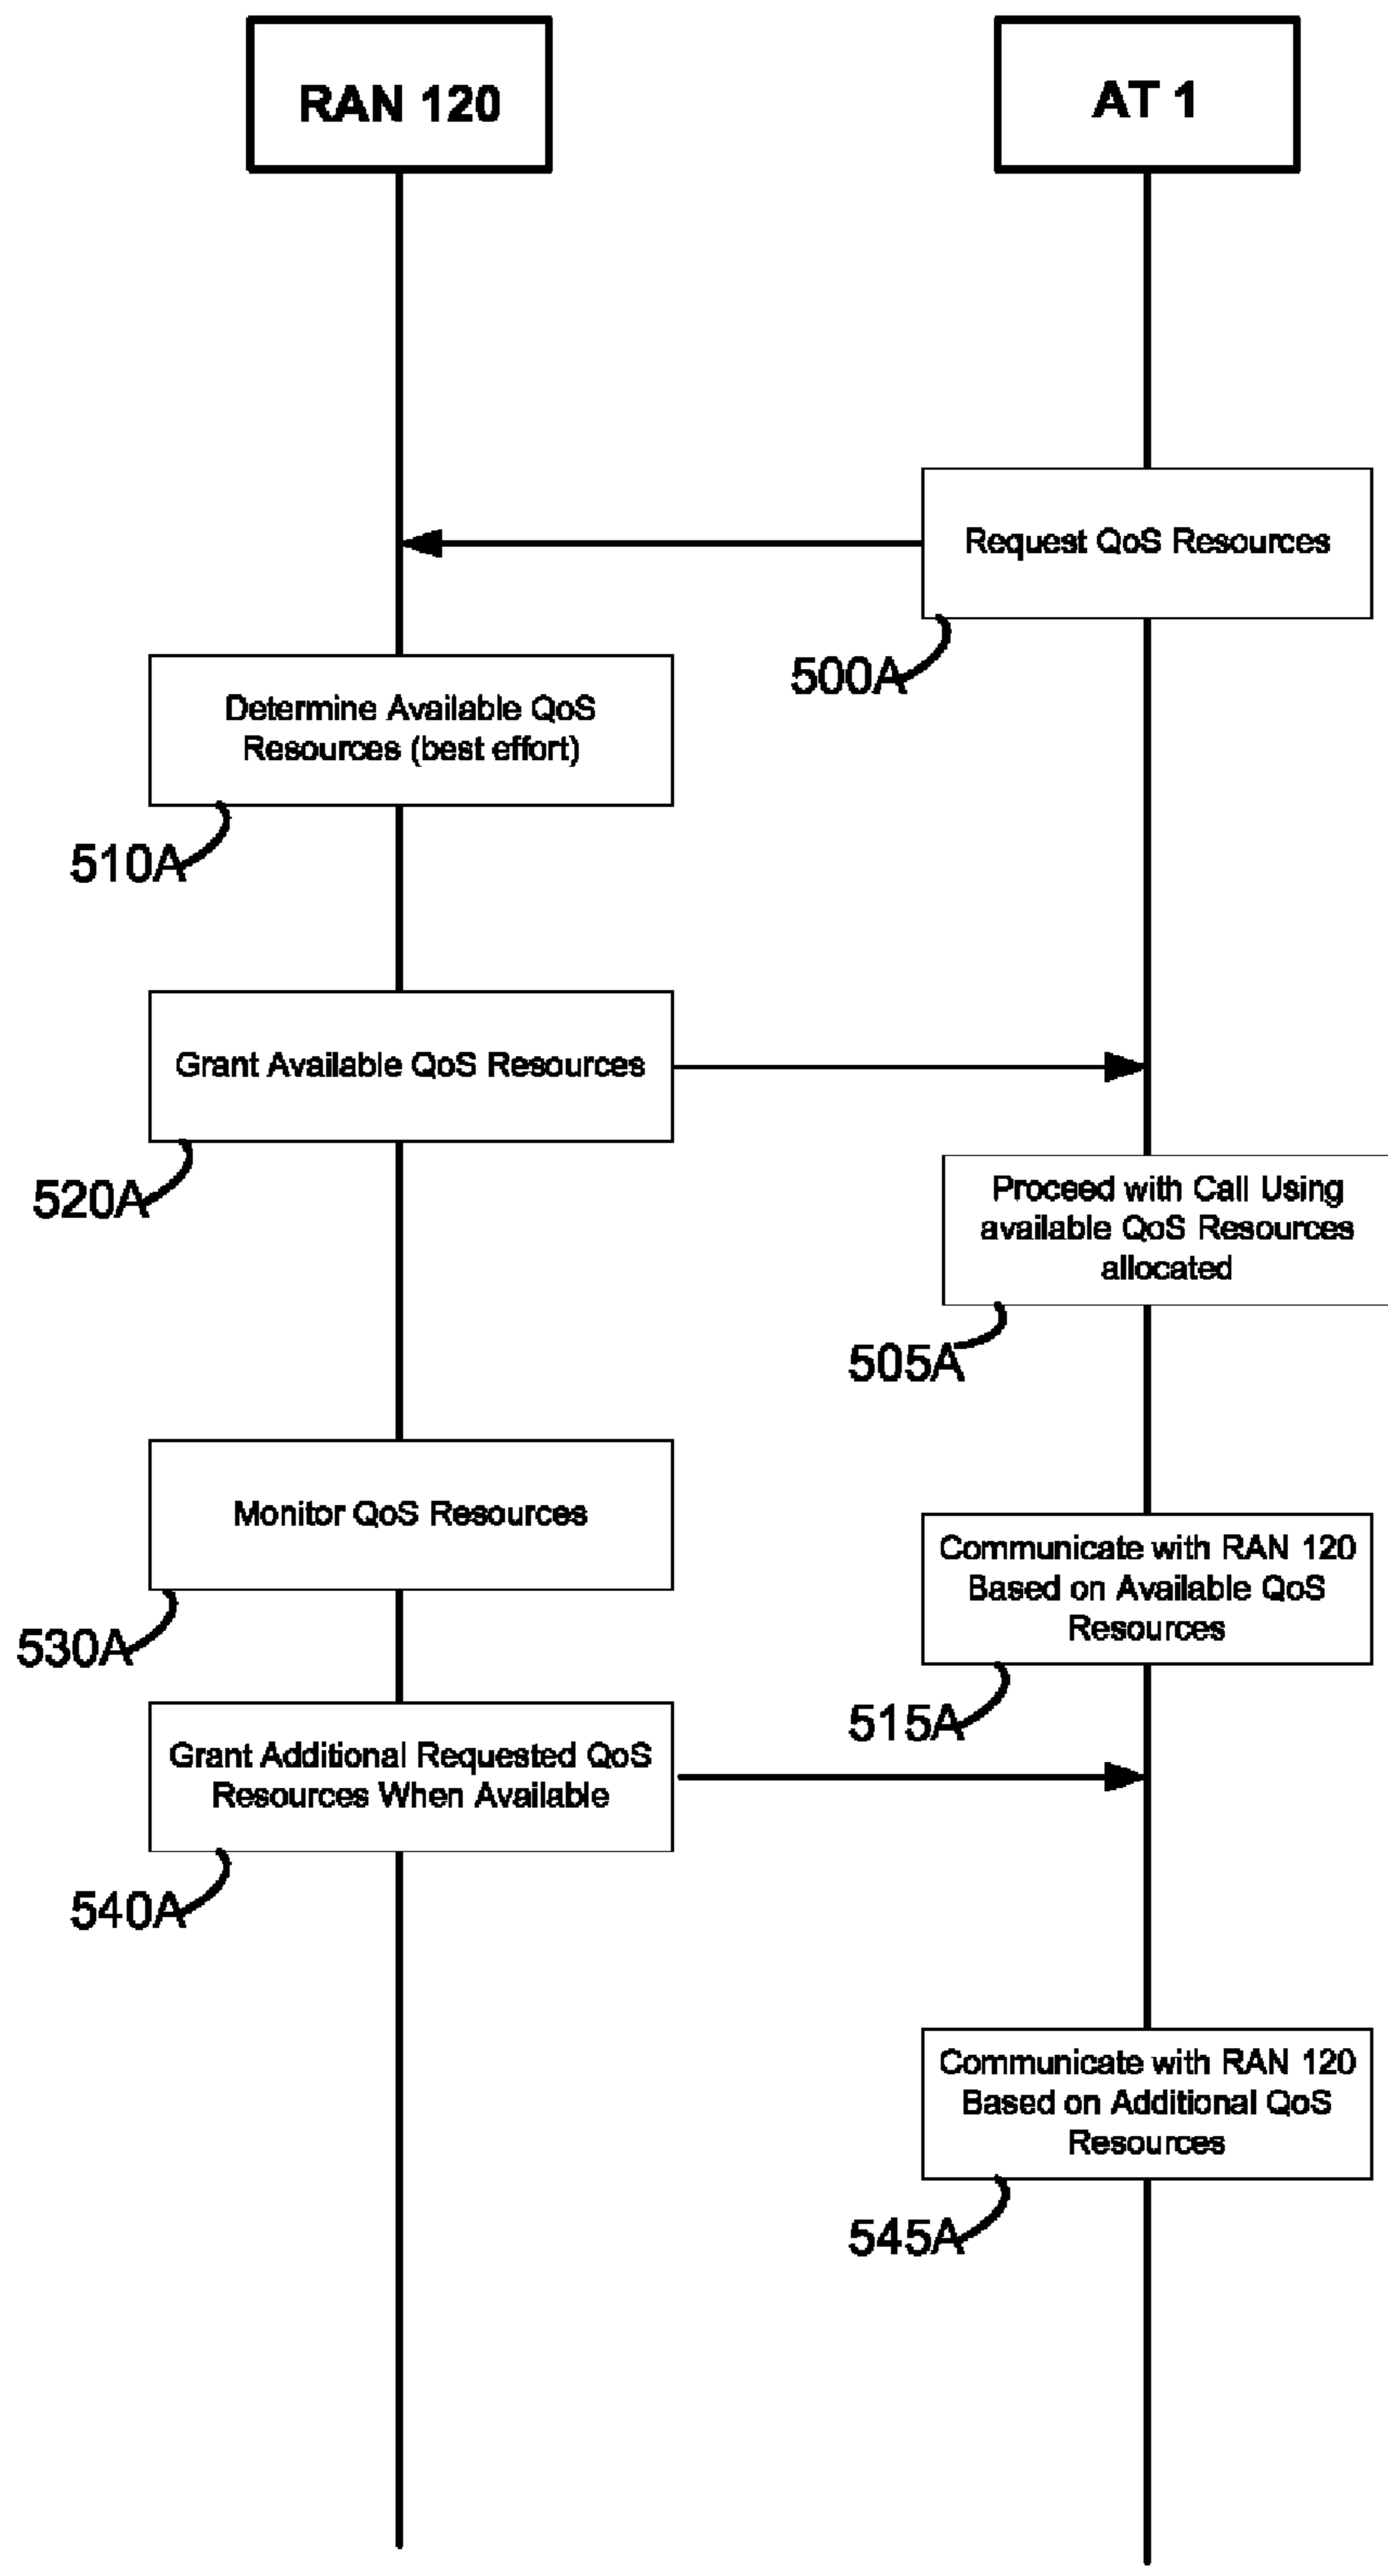 RAN 120
AT 1
Request QoS Resources
500A
Determine Available QoS
Resources (best effort)
510A
Grant Available QoS Resources
520A
Proceed with Call Using
available QoS Resources
allocated
505A
Monitor QoS Resources
530A
Communicate with RAN 120
Based on Available QoS
Resources
515A
Grant Additional Requested QoS
Resources When Available
540A
Communicate with RAN 120
Based on Additional QoS
Resources
545A